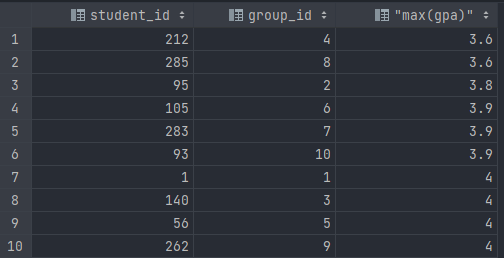 student_id group_id "max(gpa)"
1 212 4 3.6
2 285 8 3.6
3 95 2 3.8
4 105 6 3.9
5 283 7 3.9
6 93 10 3.9
7 1 1 4
8 140 3 4
9 56 5 4
10 262 9 4